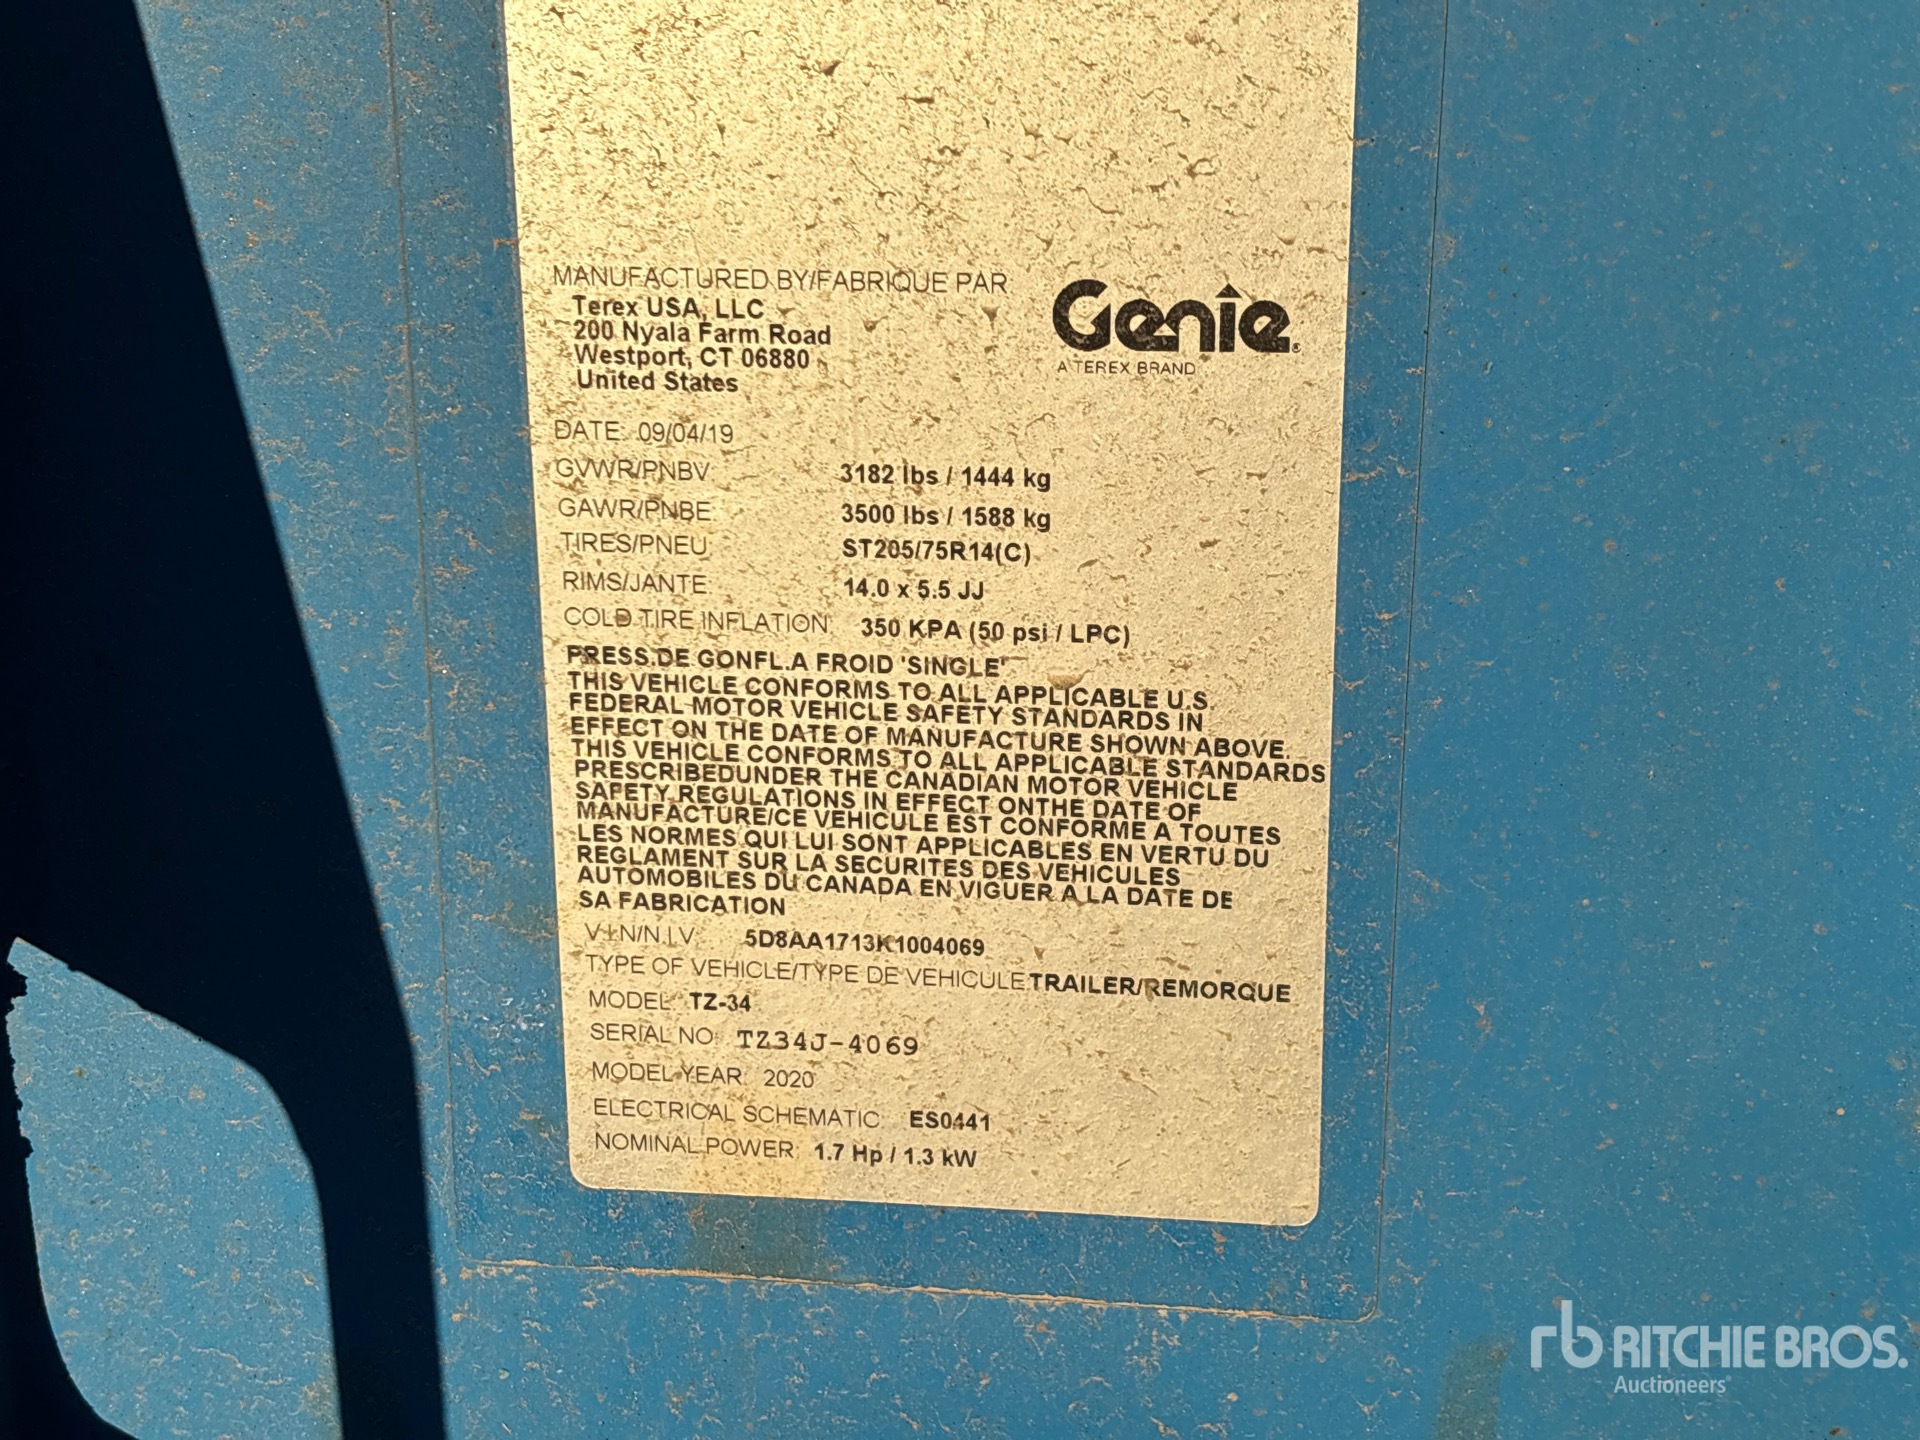 MANUFACTURED BY/FABRIQUE PAR
Terex USA, LLC
200 Nyala Farm Road
Westport, CT 06880
United States
Genie
A TEREX BRAND
DATE: 09/04/19
GVWR/PNBV 3182 lbs / 1444 kg
GAWR/PNBE 3500 lbs / 1588 kg
TIRES/PNEU ST205/75R14(C)
RIMS/JANTE 14.0 x 5.5 JJ
COLD TIRE INFLATION 350 KPA (50 psi / LPC)
PRESS.DE GONFL.A FROID 'SINGLE'
THIS VEHICLE CONFORMS TO ALL APPLICABLE U.S.
FEDERAL MOTOR VEHICLE SAFETY STANDARDS IN
EFFECT ON THE DATE OF MANUFACTURE SHOWN ABOVE.
THIS VEHICLE CONFORMS TO ALL APPLICABLE STANDARDS
PRESCRIBEDUNDER THE CANADIAN MOTOR VEHICLE
SAFETY REGULATIONS IN EFFECT ONTHE DATE OF
MANUFACTURE/CE VEHICULE EST CONFORME A TOUTES
LES NORMES QUI LUI SONT APPLICABLES EN VERTU DU
REGLAMENT SUR LA SECURITES DES VEHICULES
AUTOMOBILES DU CANADA EN VIGUER A LA DATE DE
SA FABRICATION
V.I.N/N.I.V: 5D8AA1713K1004069
TYPE OF VEHICLE/TYPE DE VEHICULE TRAILER/REMORQUE
MODEL: TZ-34
SERIAL NO: TZ34J-4069
MODEL YEAR: 2020
ELECTRICAL SCHEMATIC: ES0441
NOMINAL POWER: 1.7 Hp / 1.3 kW
rb RITCHIE BROS.
Auctioneers